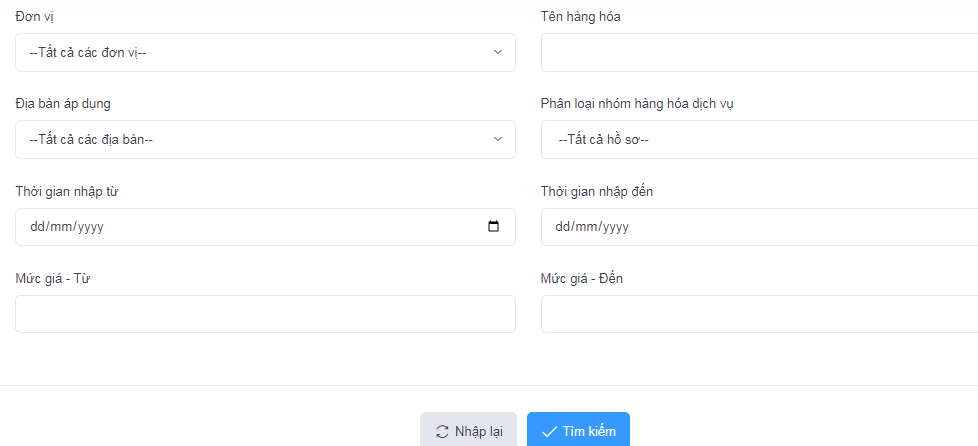 Đơn vị
Tên hàng hóa
--Tất cả các đơn vị--
Địa bàn áp dụng
Phân loại nhóm hàng hóa dịch vụ
--Tất cả các địa bàn--
--Tất cả hồ sơ--
Thời gian nhập từ
Thời gian nhập đến
dd/mm/yyyy
dd/mm/yyyy
Mức giá - Từ
Mức giá - Đến
Nhập lại
Tìm kiếm